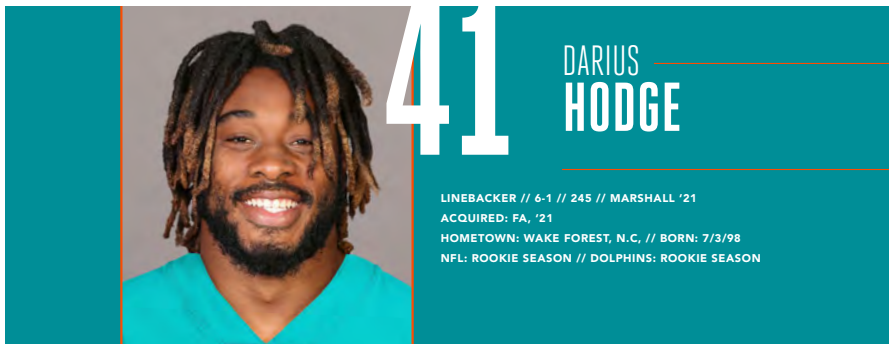 41
DARIUS
HODGE
LINEBACKER // 6-1 // 245 // MARSHALL ’21
ACQUIRED: FA, ’21
HOMETOWN: WAKE FOREST, N.C, // BORN: 7/3/98
NFL: ROOKIE SEASON // DOLPHINS: ROOKIE SEASON